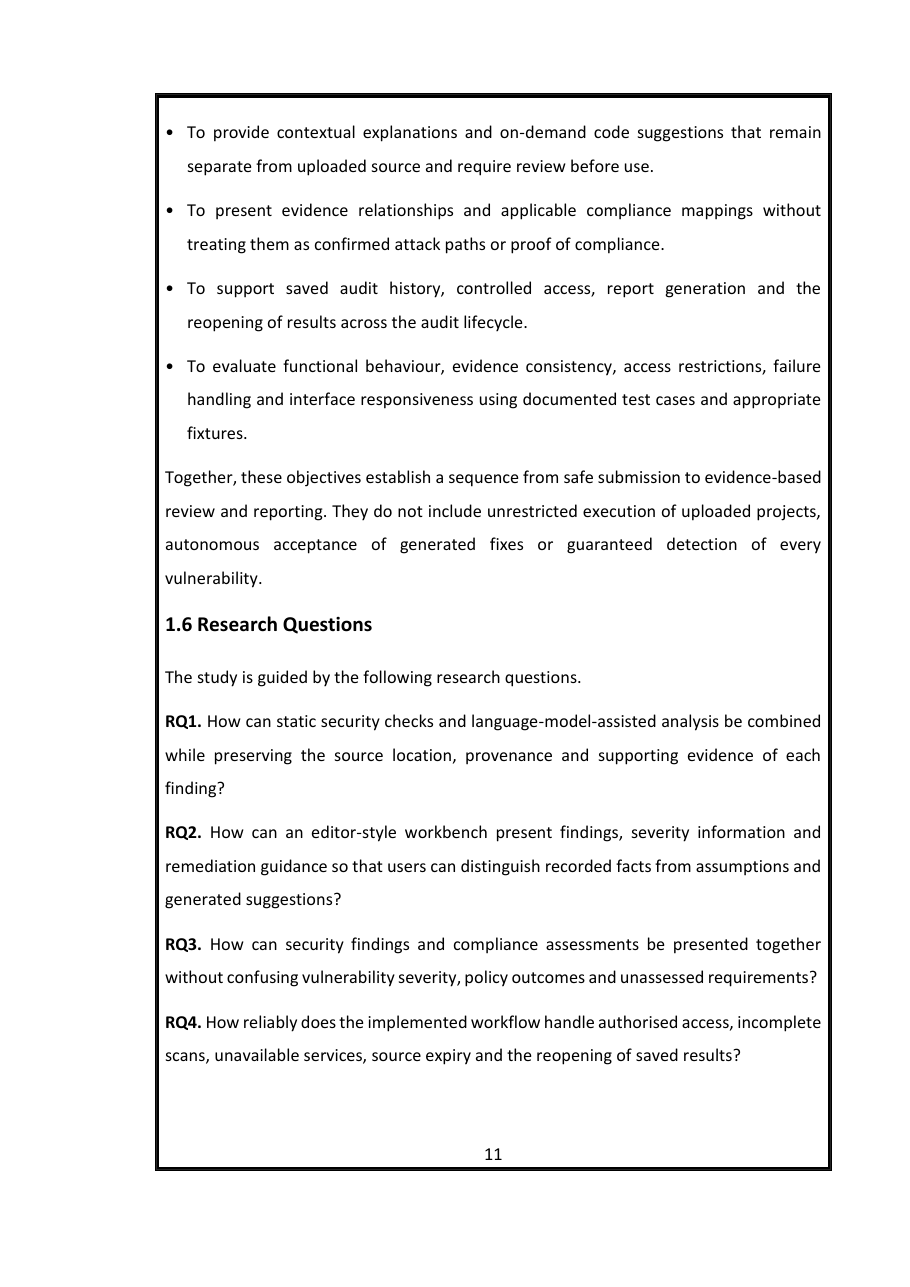 • To provide contextual explanations and on-demand code suggestions that remain
separate from uploaded source and require review before use.
• To present evidence relationships and applicable compliance mappings without
treating them as confirmed attack paths or proof of compliance.
• To support saved audit history, controlled access, report generation and the
reopening of results across the audit lifecycle.
• To evaluate functional behaviour, evidence consistency, access restrictions, failure
handling and interface responsiveness using documented test cases and appropriate
fixtures.
Together, these objectives establish a sequence from safe submission to evidence-based
review and reporting. They do not include unrestricted execution of uploaded projects,
autonomous acceptance of generated fixes or guaranteed detection of every
vulnerability.
1.6 Research Questions
The study is guided by the following research questions.
RQ1. How can static security checks and language-model-assisted analysis be combined
while preserving the source location, provenance and supporting evidence of each
finding?
RQ2. How can an editor-style workbench present findings, severity information and
remediation guidance so that users can distinguish recorded facts from assumptions and
generated suggestions?
RQ3. How can security findings and compliance assessments be presented together
without confusing vulnerability severity, policy outcomes and unassessed requirements?
RQ4. How reliably does the implemented workflow handle authorised access, incomplete
scans, unavailable services, source expiry and the reopening of saved results?
11